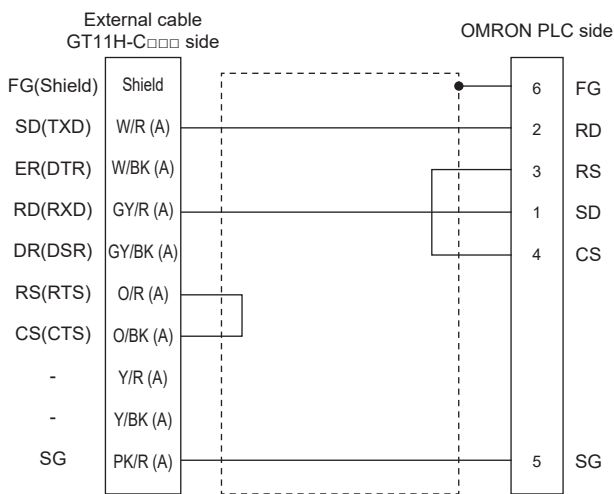 External cable
GT11H-C□□□ side
OMRON PLC side
FG(Shield) Shield 6 FG
SD(TXD) W/R (A) 2 RD
ER(DTR) W/BK (A) 3 RS
RD(RXD) GY/R (A) 1 SD
DR(DSR) GY/BK (A) 4 CS
RS(RTS) O/R (A)
CS(CTS) O/BK (A)
- Y/R (A)
- Y/BK (A)
SG PK/R (A) 5 SG